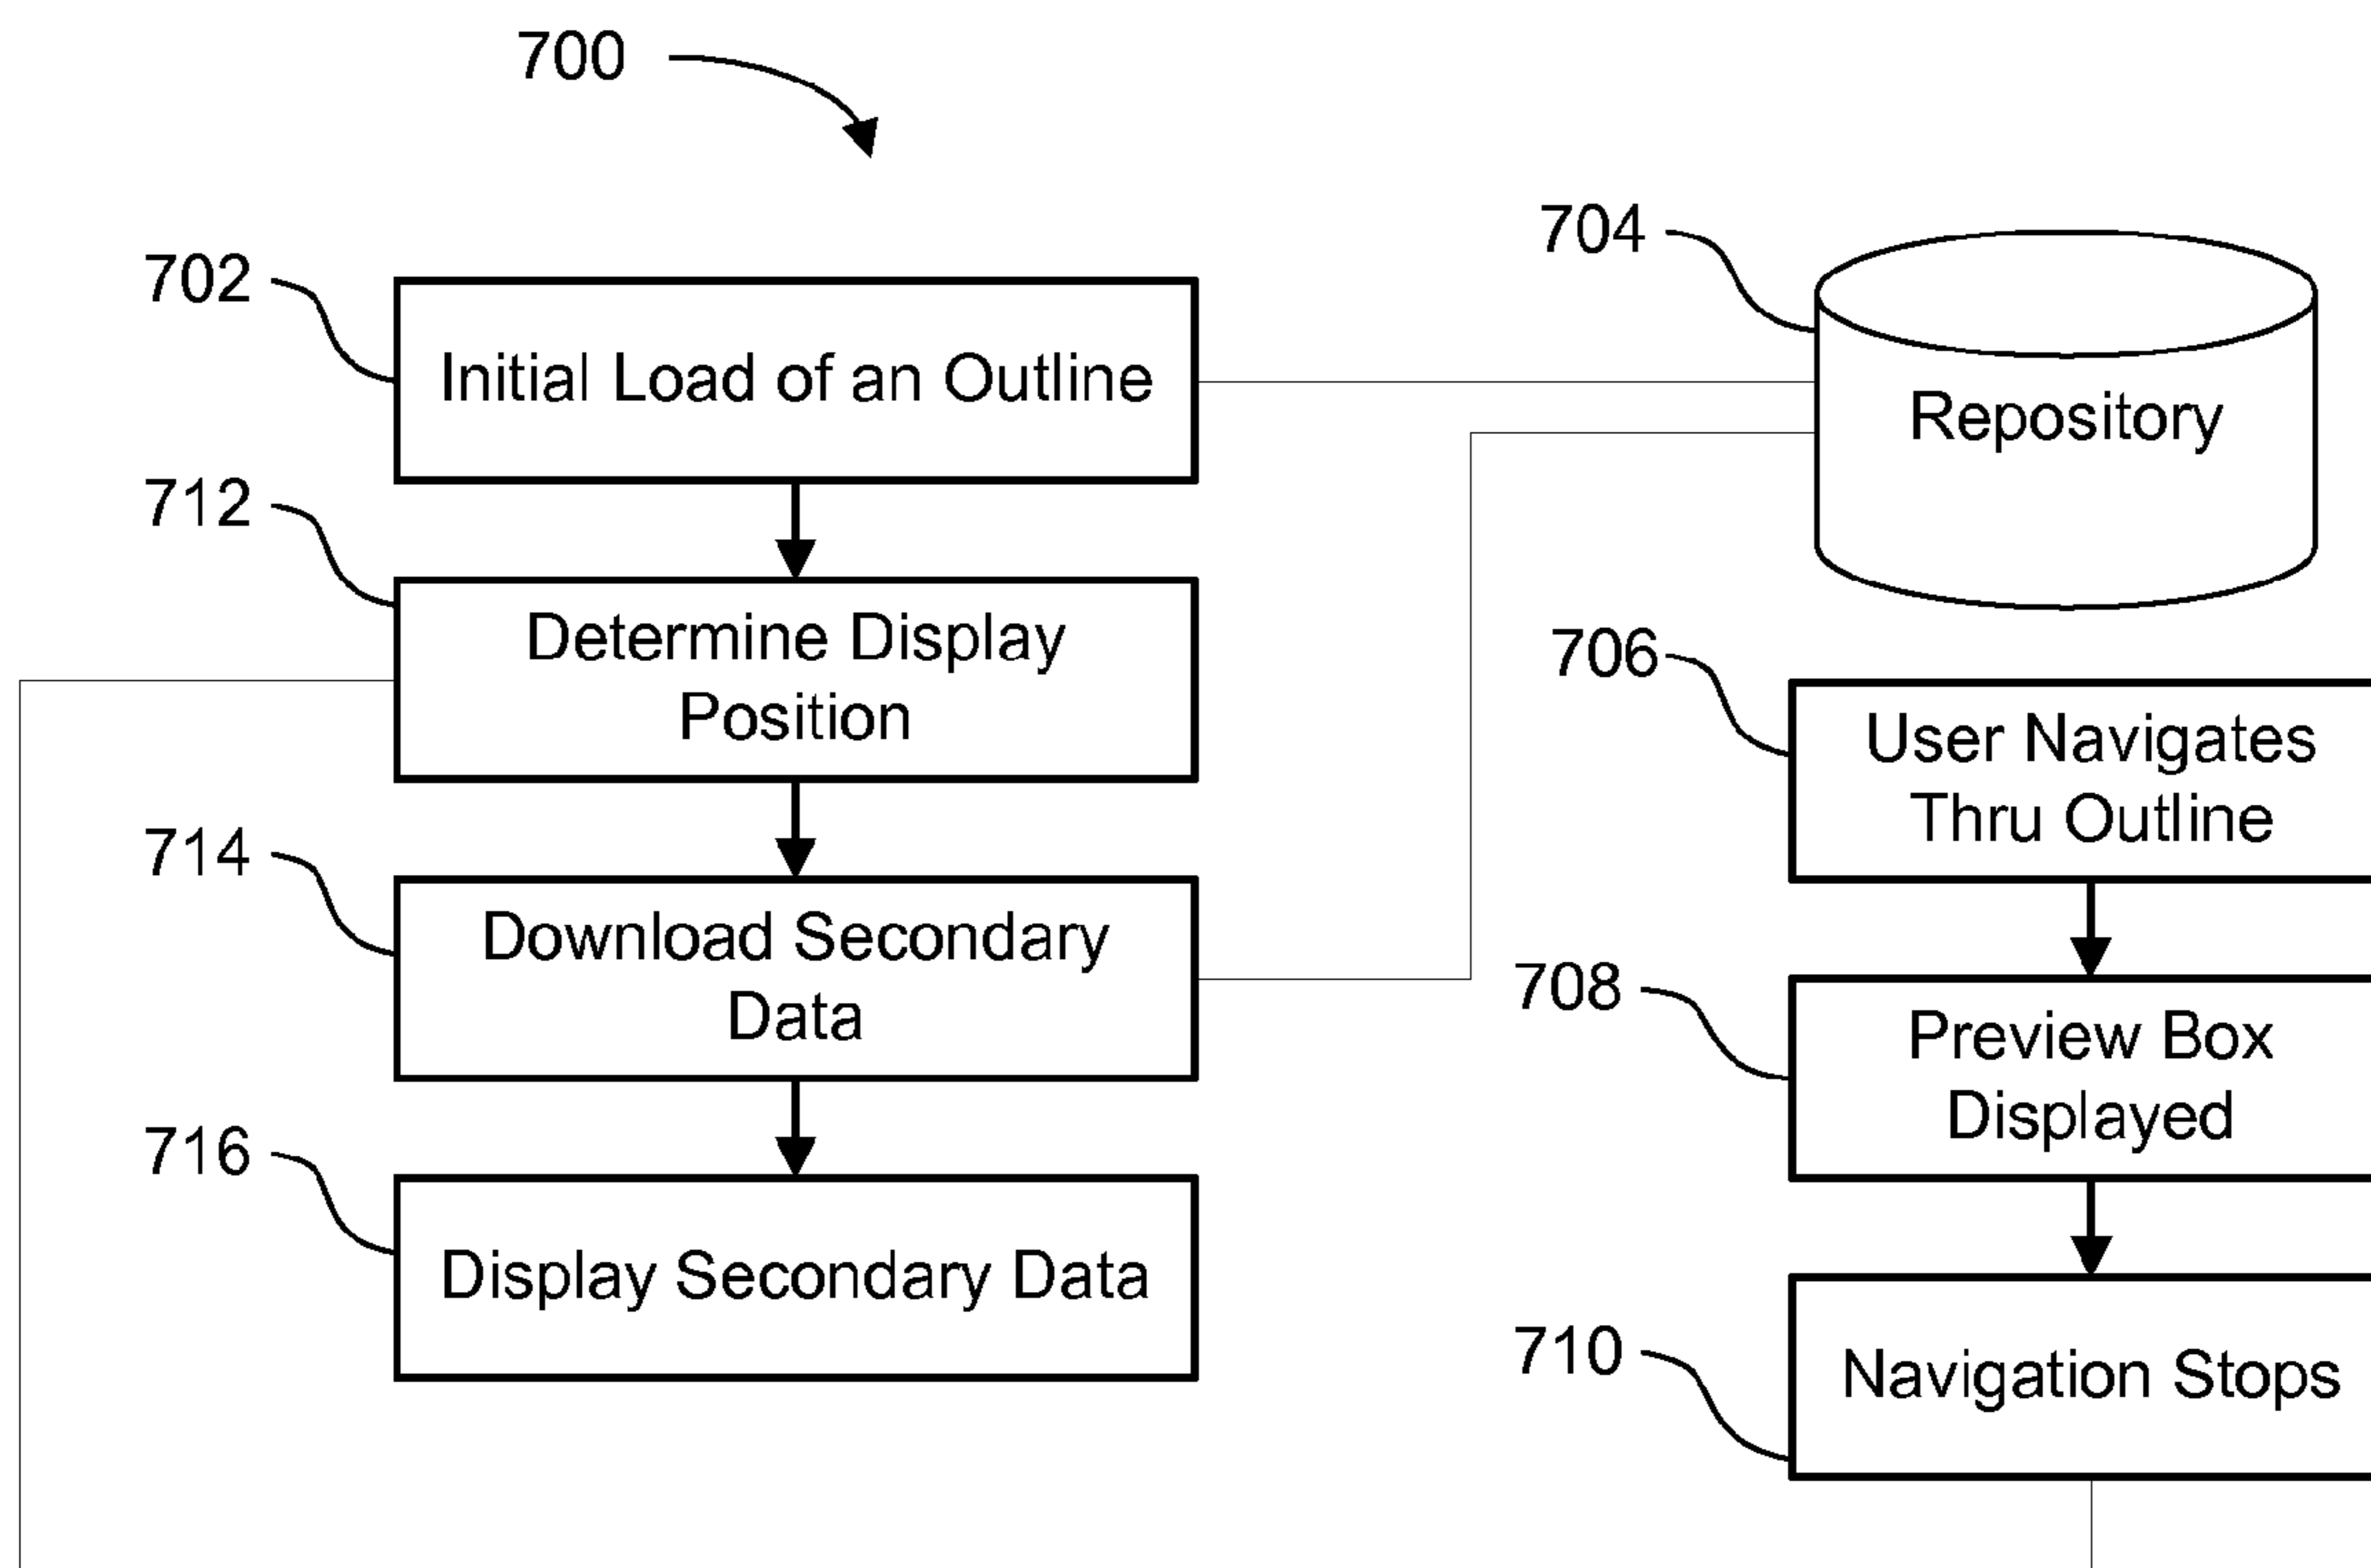 700
702
Initial Load of an Outline
704
Repository
712
Determine Display
Position
706
User Navigates
Thru Outline
714
Download Secondary
Data
708
Preview Box
Displayed
716
Display Secondary Data
710
Navigation Stops